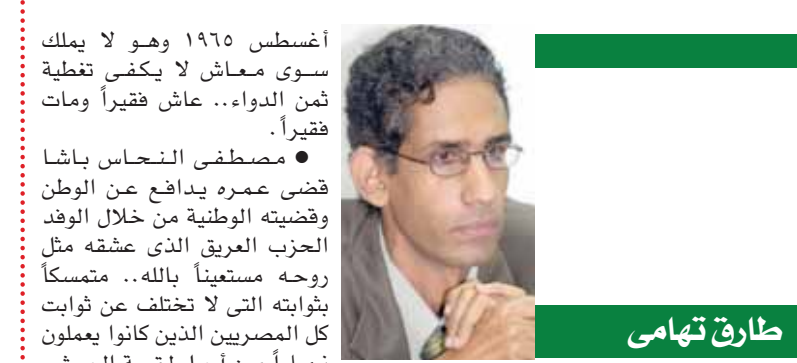 طارق تهامى
أغسطس ١٩٦٥ وهو لا يملك
سوى معاش لا يكفى تغطية
ثمن الدواء.. عاش فقيراً ومات
فقيراً.
● مصطفى النحاس باشا
قضى عمره يدافع عن الوطن
وقضيته الوطنية من خلال الوفد
الحزب العريق الذى عشقه مثل
روحه مستعيناً بالله.. متمسكاً
بثوابته التى لا تختلف عن ثوابت
كل المصريين الذين كانوا يعملون